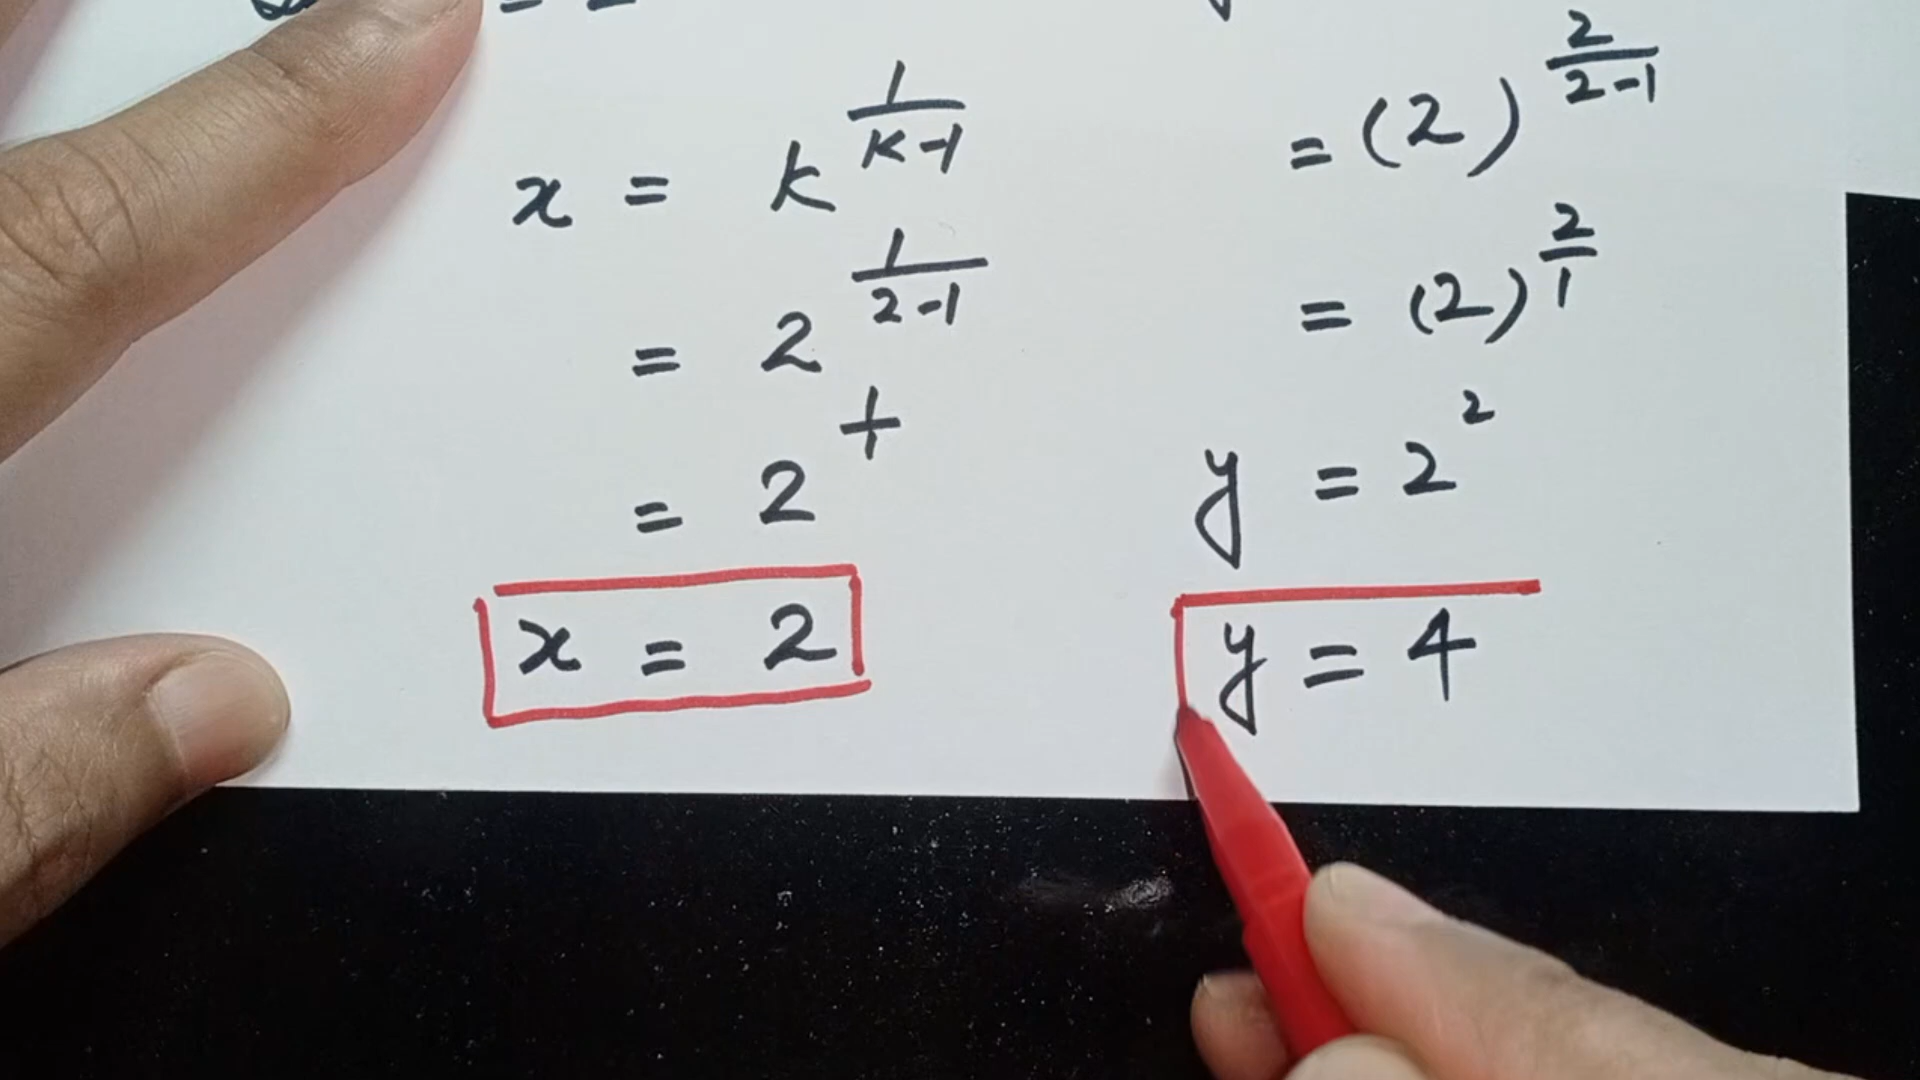 = 2
x = k^(1/(k-1))
= 2^(1/(2-1))
= 2^1
x = 2
= (2)^(2/(2-1))
= (2)^(2/1)
y = 2^2
y = 4